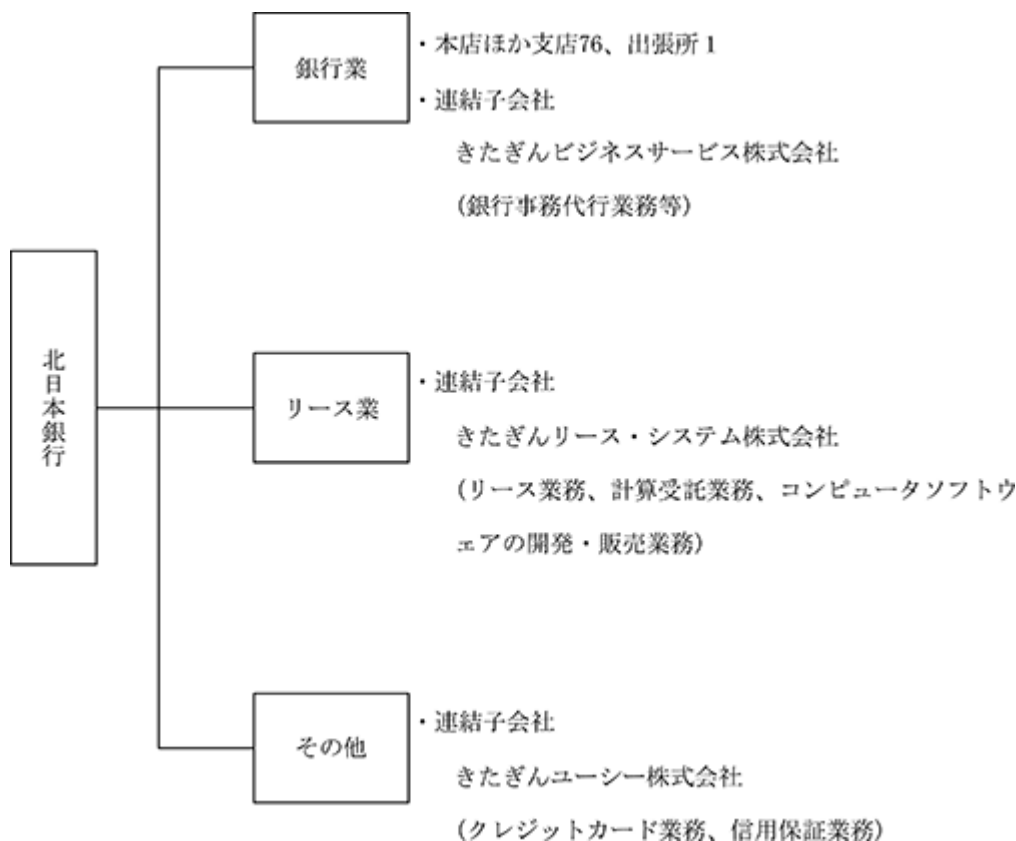 銀行業
・本店ほか支店76、出張所1
・連結子会社
きたぎんビジネスサービス株式会社
(銀行事務代行業務等)
北日本銀行
リース業
・連結子会社
きたぎんリース・システム株式会社
(リース業務、計算受託業務、コンピュータソフトウ
ェアの開発・販売業務)
その他
・連結子会社
きたぎんユーシー株式会社
(クレジットカード業務、信用保証業務)